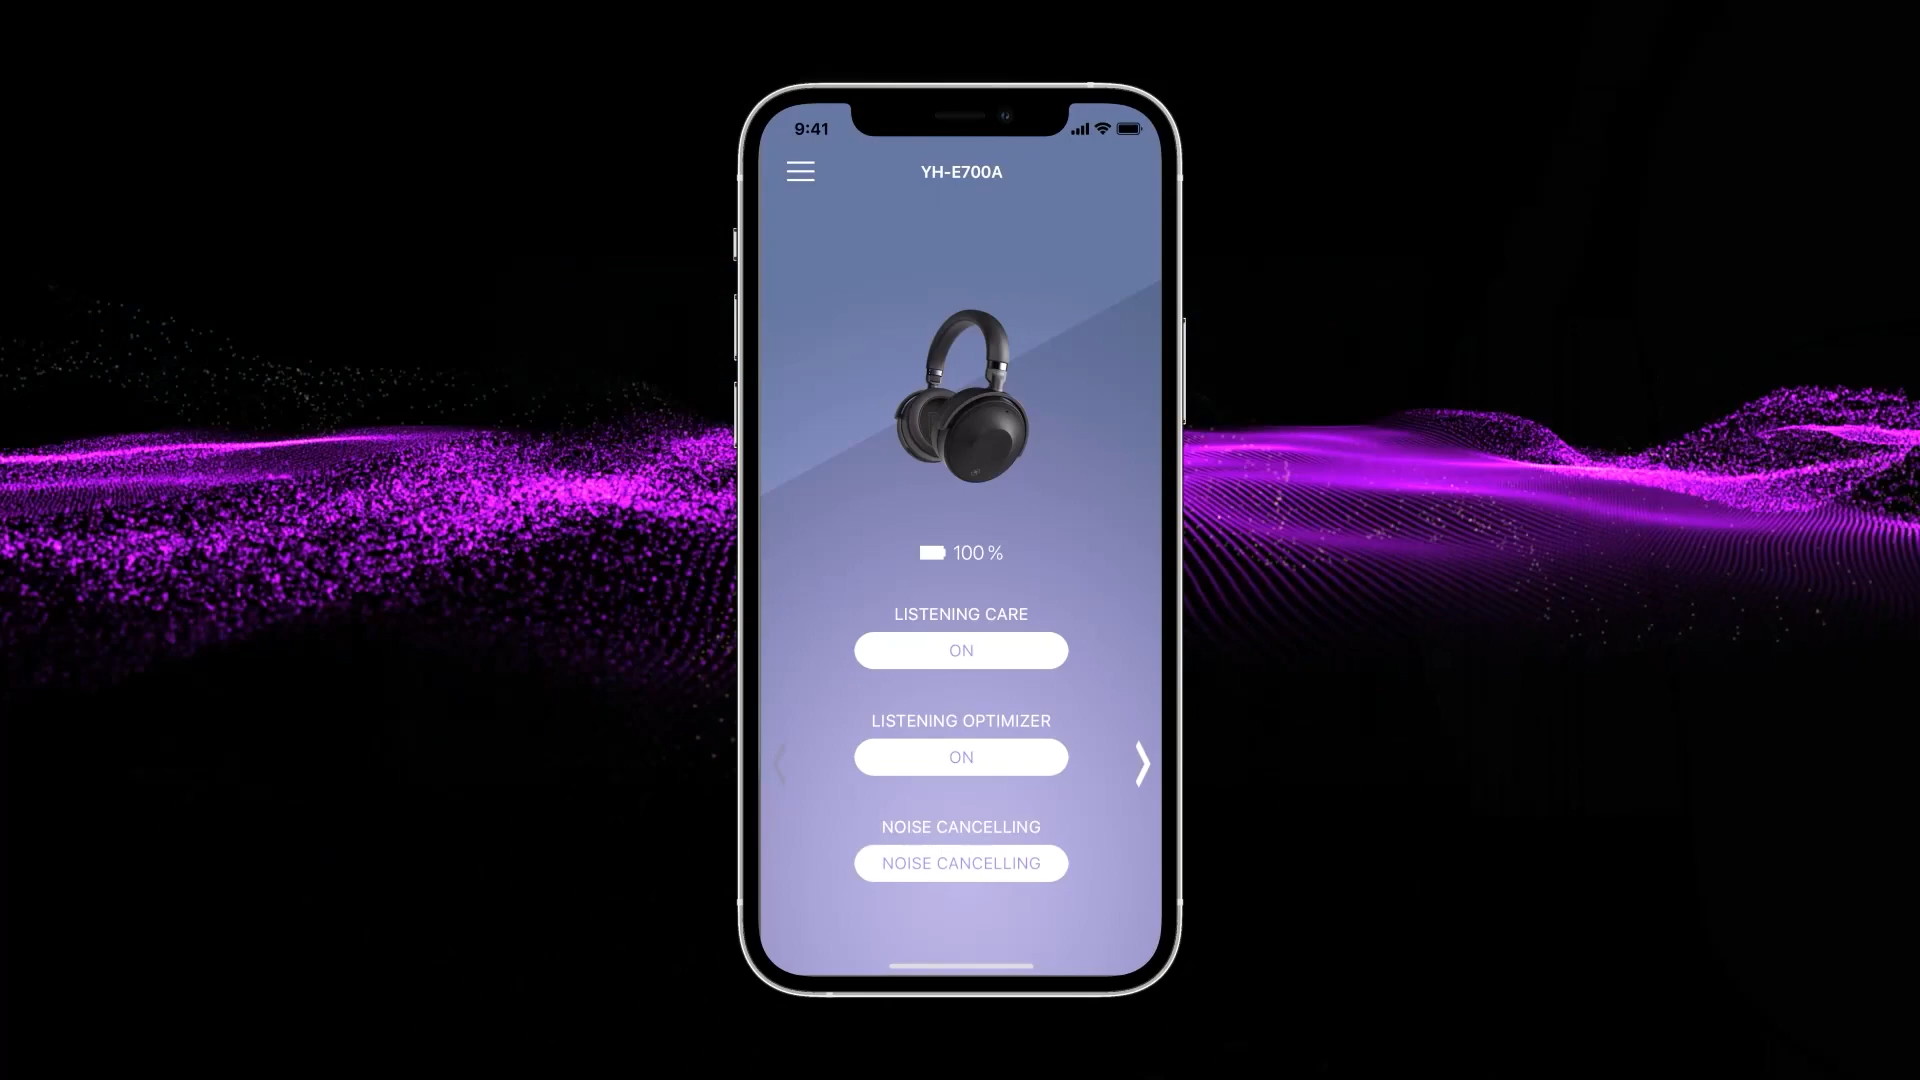 9:41
YH-E700A
100 %
LISTENING CARE
ON
LISTENING OPTIMIZER
ON
NOISE CANCELLING
NOISE CANCELLING